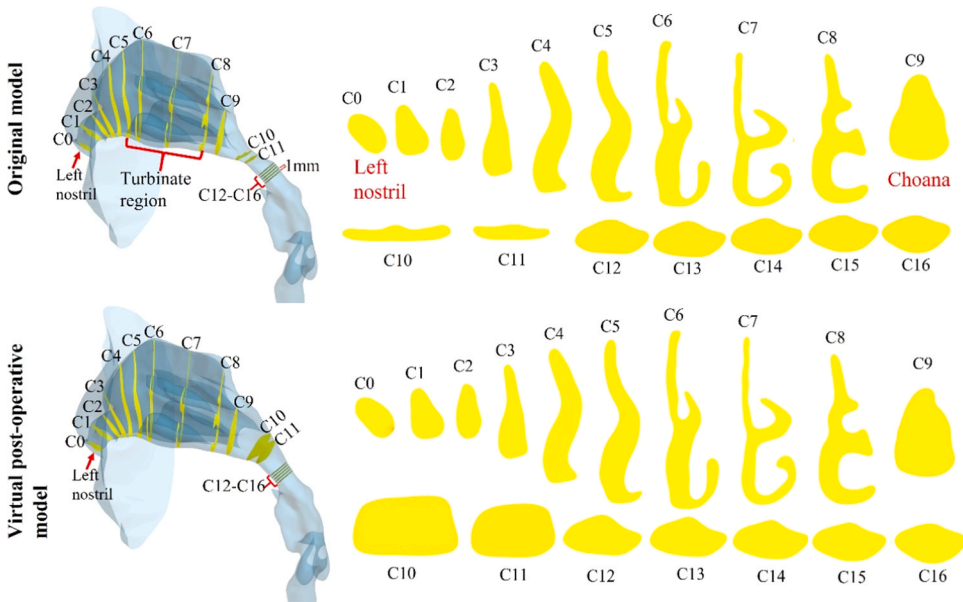 Original model
C0
C1
C2
C3
C4
C5
C6
C7
C8
C9
C10
C11
1mm
C12-C16
Left
nostril
Turbinate
region
C0
C1
C2
C3
C4
C5
C6
C7
C8
C9
Left
nostril
Choana
C10
C11
C12
C13
C14
C15
C16
Virtual post-operative
model
C0
C1
C2
C3
C4
C5
C6
C7
C8
C9
C10
C11
C12-C16
Left
nostril
C0
C1
C2
C3
C4
C5
C6
C7
C8
C9
C10
C11
C12
C13
C14
C15
C16